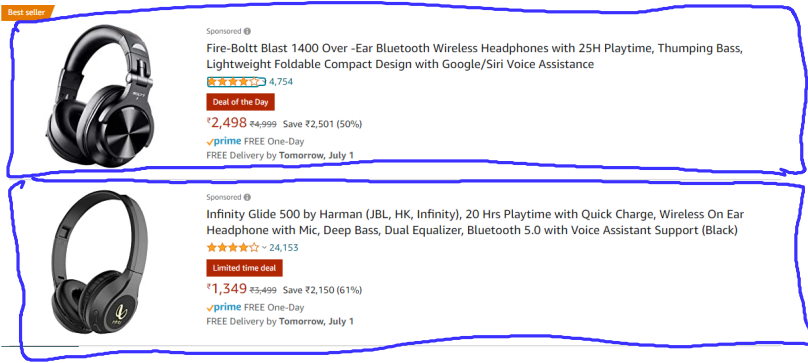 Best seller
Sponsored
Fire-Boltt Blast 1400 Over -Ear Bluetooth Wireless Headphones with 25H Playtime, Thumping Bass,
Lightweight Foldable Compact Design with Google/Siri Voice Assistance
4,754
Deal of the Day
₹2,498 ₹4,999 Save ₹2,501 (50%)
prime FREE One-Day
FREE Delivery by Tomorrow, July 1
Sponsored
Infinity Glide 500 by Harman (JBL, HK, Infinity), 20 Hrs Playtime with Quick Charge, Wireless On Ear
Headphone with Mic, Deep Bass, Dual Equalizer, Bluetooth 5.0 with Voice Assistant Support (Black)
24,153
Limited time deal
₹1,349 ₹3,499 Save ₹2,150 (61%)
prime FREE One-Day
FREE Delivery by Tomorrow, July 1